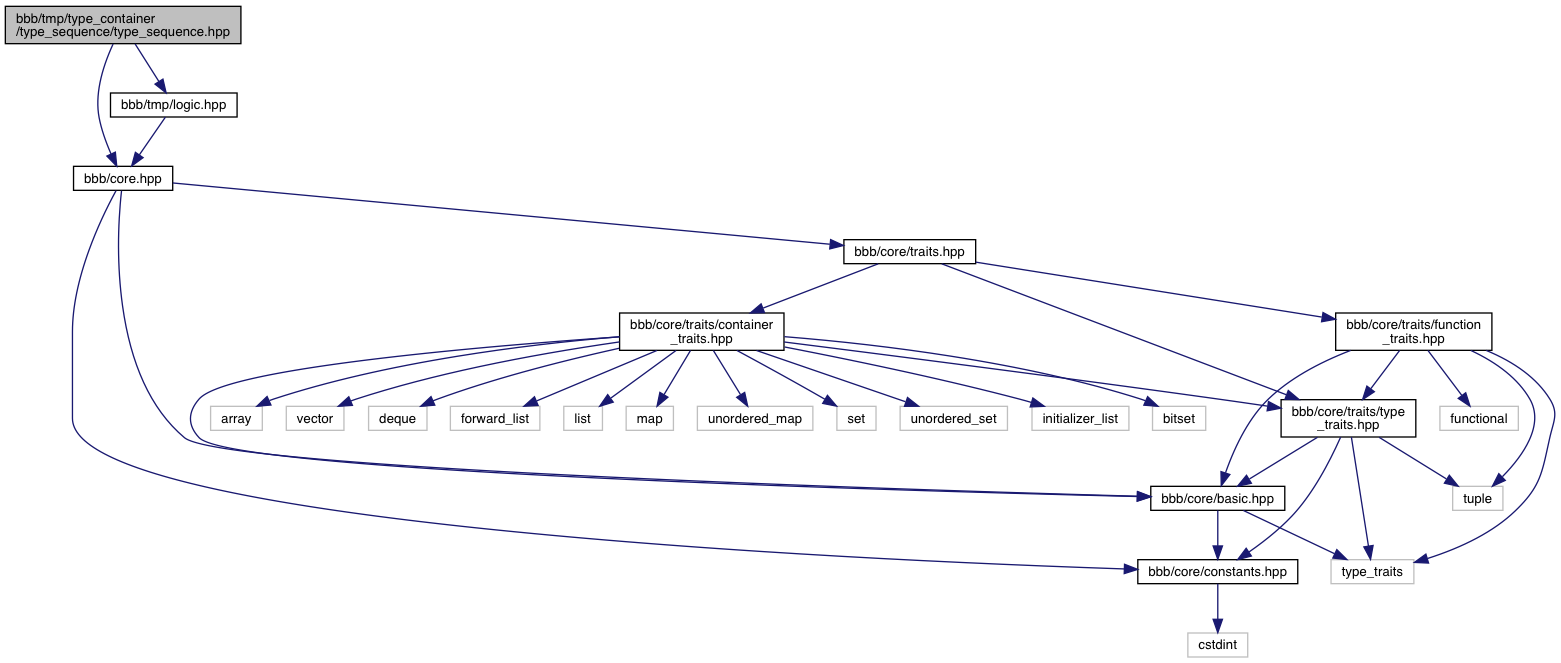 bbb/tmp/type_container
/type_sequence/type_sequence.hpp
bbb/tmp/logic.hpp
bbb/core.hpp
bbb/core/traits.hpp
bbb/core/traits/container
_traits.hpp
bbb/core/traits/function
_traits.hpp
array
vector
deque
forward_list
list
map
unordered_map
set
unordered_set
initializer_list
bitset
bbb/core/traits/type
_traits.hpp
functional
bbb/core/basic.hpp
tuple
bbb/core/constants.hpp
type_traits
cstdint